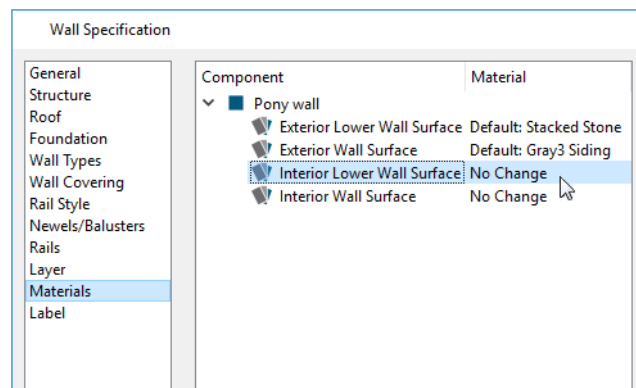 Wall Specification
General
Structure
Roof
Foundation
Wall Types
Wall Covering
Rail Style
Newels/Balusters
Rails
Layer
Materials
Label
Component Material
Pony wall
Exterior Lower Wall Surface Default: Stacked Stone
Exterior Wall Surface Default: Gray3 Siding
Interior Lower Wall Surface No Change
Interior Wall Surface No Change